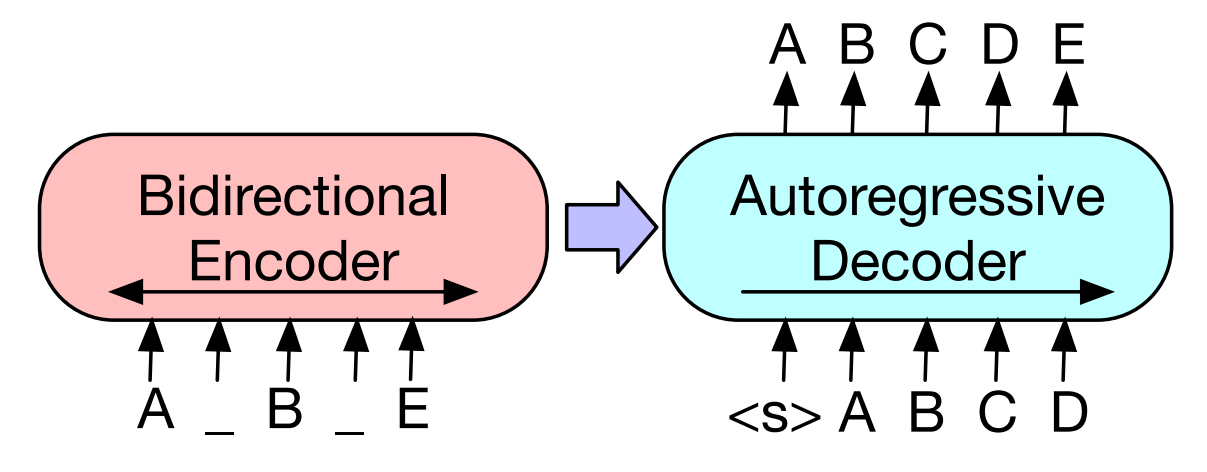 A B C D E
Bidirectional
Encoder
Autoregressive
Decoder
A _ B _ E
<s> A B C D